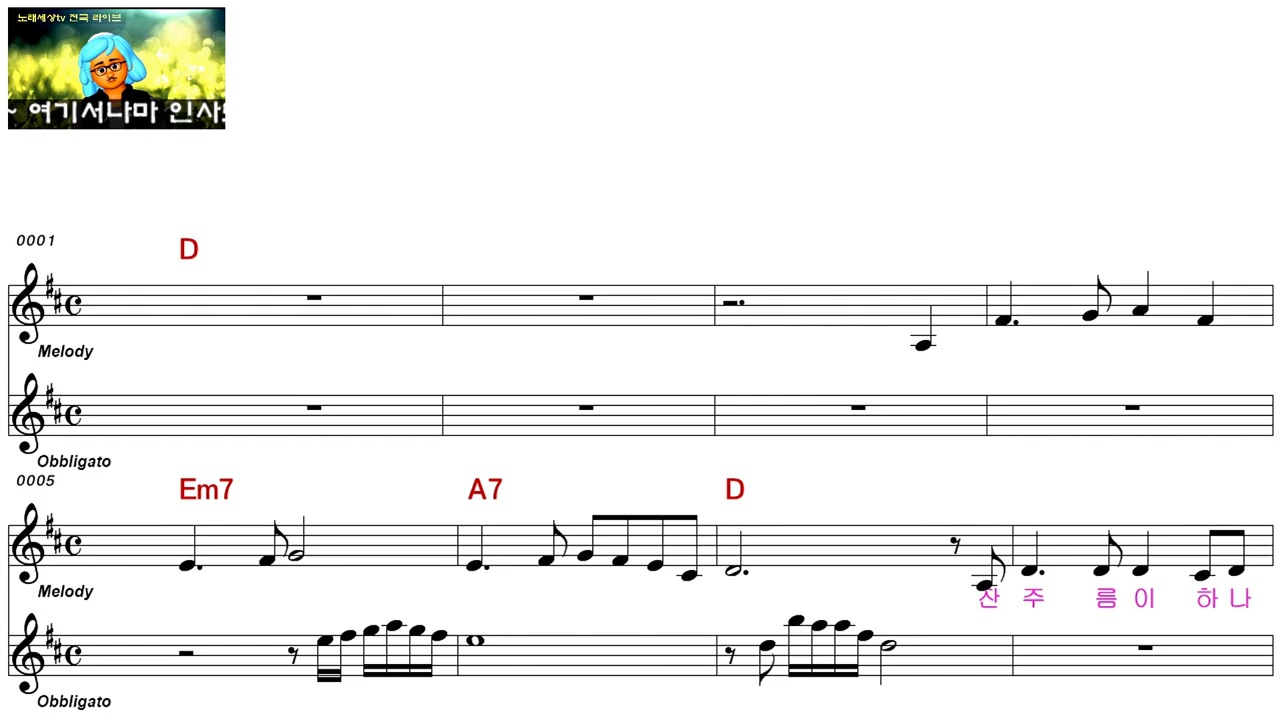 노래세상tv 전국 라이브
~ 여기서나마 인사
0001
D
Melody
Obbligato
0005
Em7 A7 D
Melody
잔 주 름 이 하 나
Obbligato